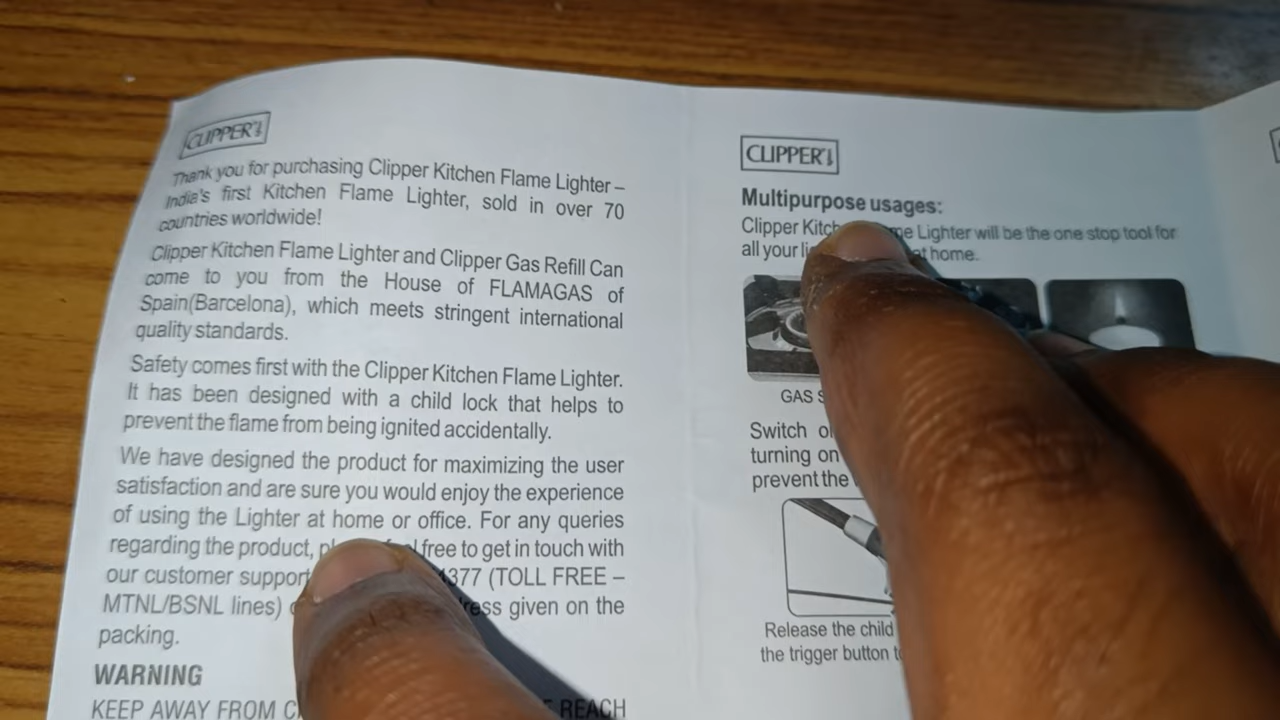 CLIPPER
Thank you for purchasing Clipper Kitchen Flame Lighter –
India's first Kitchen Flame Lighter, sold in over 70
countries worldwide!
Clipper Kitchen Flame Lighter and Clipper Gas Refill Can
come to you from the House of FLAMAGAS of
Spain(Barcelona), which meets stringent international
quality standards.
Safety comes first with the Clipper Kitchen Flame Lighter.
It has been designed with a child lock that helps to
prevent the flame from being ignited accidentally.
We have designed the product for maximizing the user
satisfaction and are sure you would enjoy the experience
of using the Lighter at home or office. For any queries
regarding the product, free to get in touch with
our customer support 4377 (TOLL FREE –
MTNL/BSNL lines) given on the
packing.
WARNING
KEEP AWAY FROM REACH
CLIPPER
Multipurpose usages:
Clipper Lighter will be the one stop tool for
all your at home.
GAS
Switch
turning on
prevent the
Release the child
the trigger button